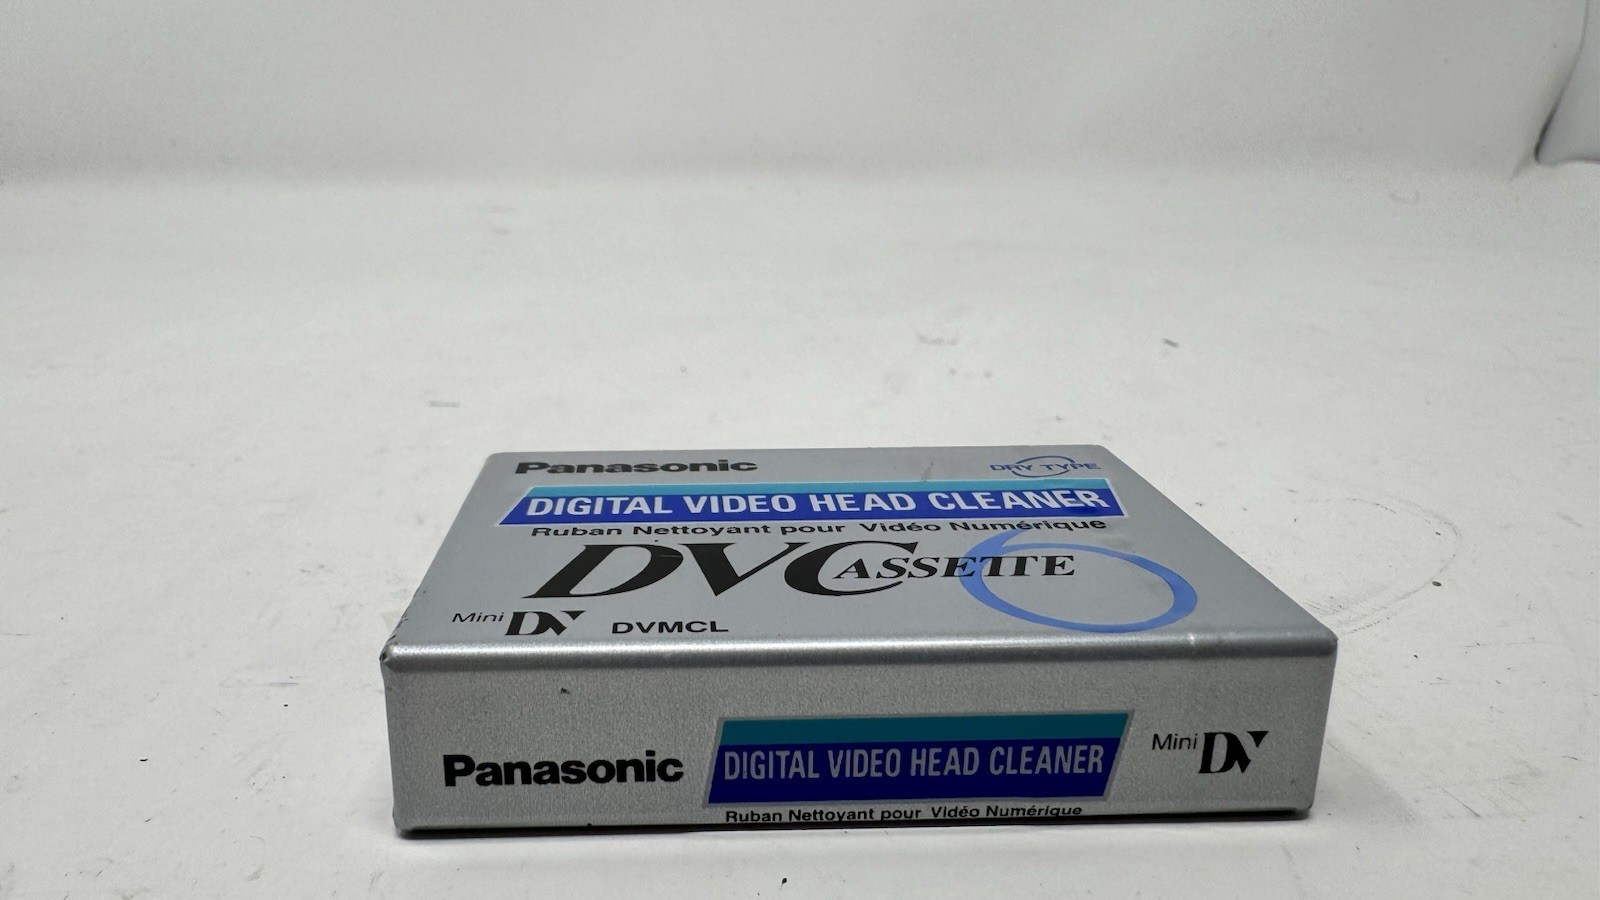 Panasonic
DRY TYPE
DIGITAL VIDEO HEAD CLEANER
Ruban Nettoyant pour Vidéo Numérique
DVCASSETTE
Mini DV DVMCL
Panasonic
DIGITAL VIDEO HEAD CLEANER
Mini DV
Ruban Nettoyant pour Vidéo Numérique